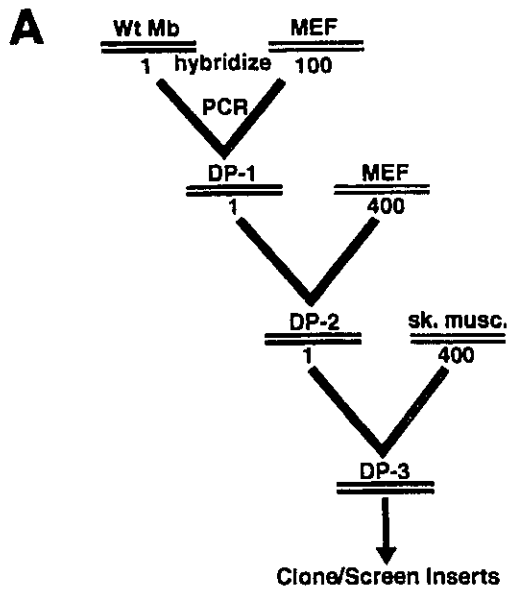 A
Wt Mb MEF
1 hybridize 100
PCR
DP-1 MEF
1 400
DP-2 sk. musc.
1 400
DP-3
Clone/Screen Inserts